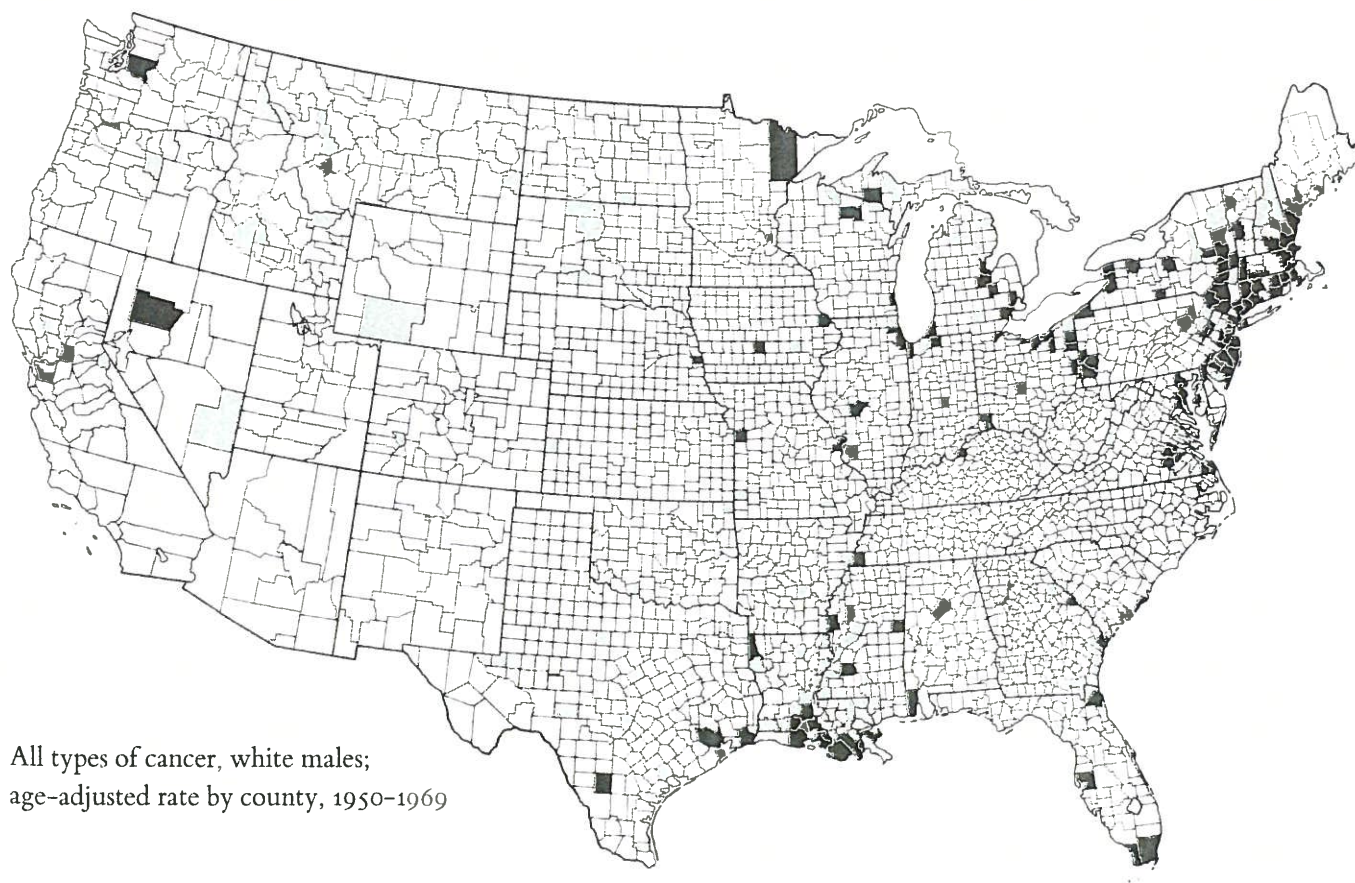 All types of cancer, white males;
age-adjusted rate by county, 1950-1969